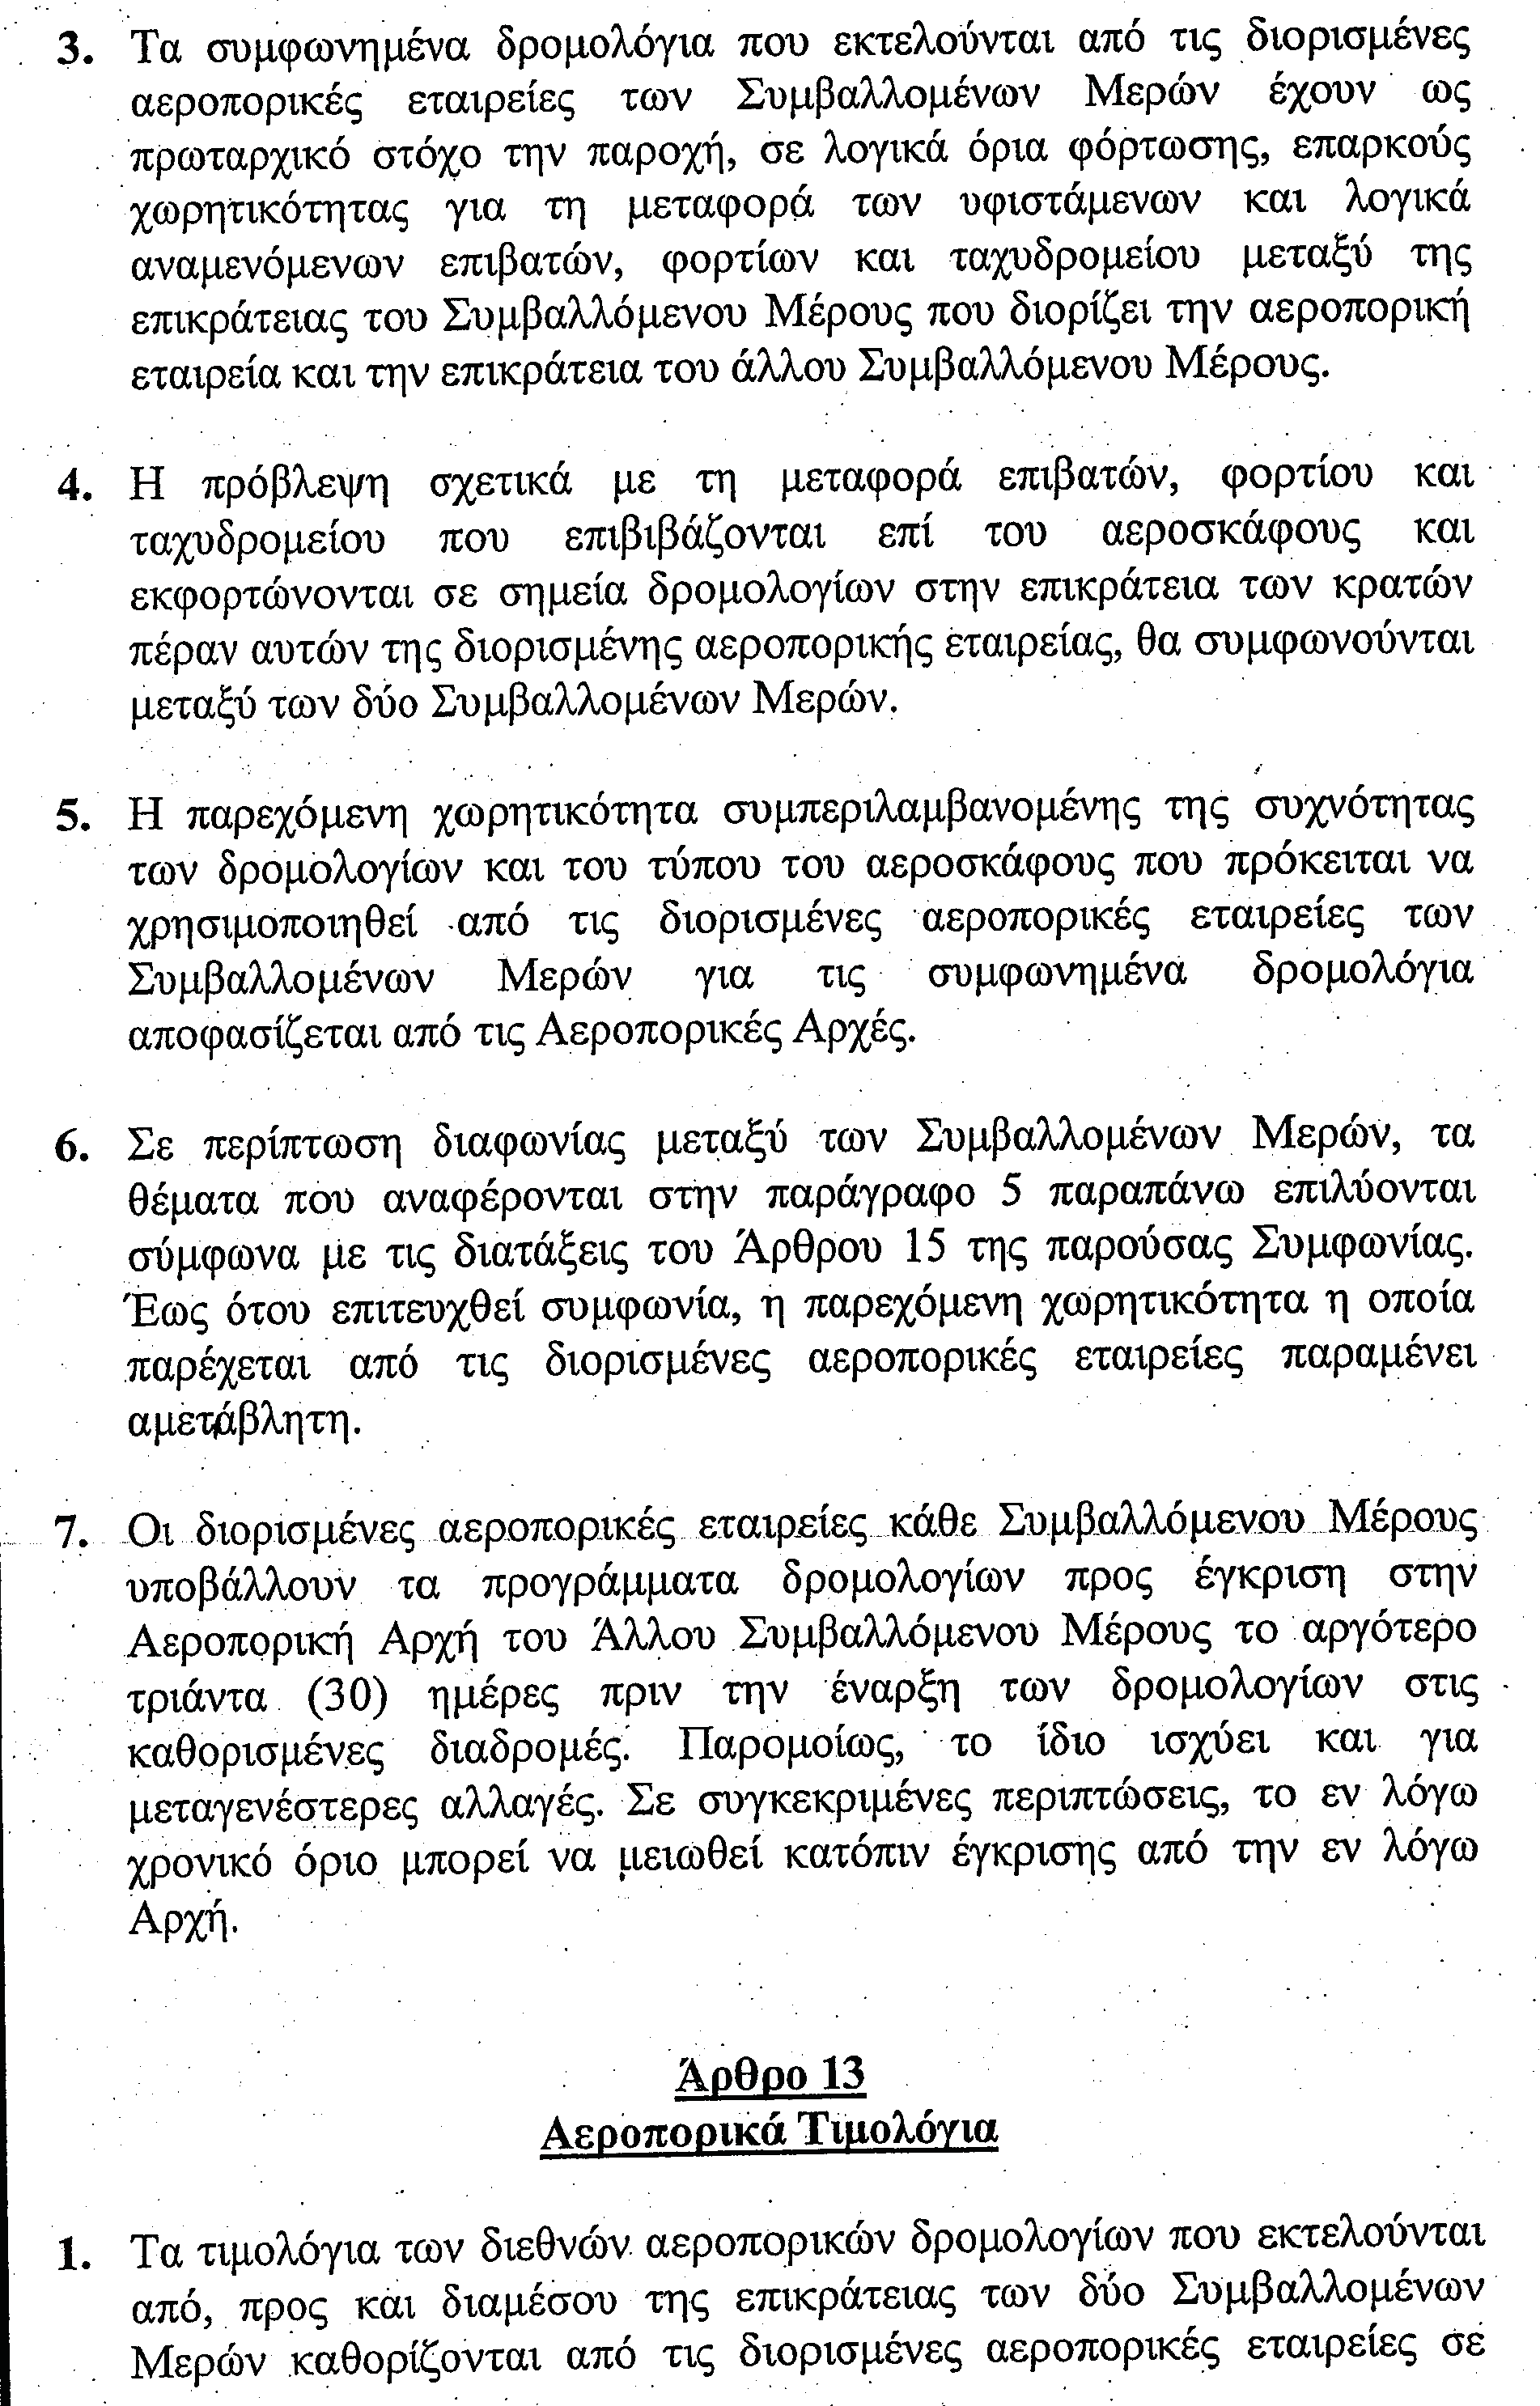 3. Τα συμφωνημένα δρομολόγια που εκτελούνται από τις διορισμένες
αεροπορικές εταιρείες των Συμβαλλομένων Μερών έχουν ως
πρωταρχικό στόχο την παροχή, σε λογικά όρια φόρτωσης, επαρκούς
χωρητικότητας για τη μεταφορά των υφιστάμενων και λογικά
αναμενόμενων επιβατών, φορτίων και ταχυδρομείου μεταξύ της
επικράτειας του Συμβαλλόμενου Μέρους που διορίζει την αεροπορική
εταιρεία και την επικράτεια του άλλου Συμβαλλόμενου Μέρους.
4. Η πρόβλεψη σχετικά με τη μεταφορά επιβατών, φορτίου και
ταχυδρομείου που επιβιβάζονται επί του αεροσκάφους και
εκφορτώνονται σε σημεία δρομολογίων στην επικράτεια των κρατών
πέραν αυτών της διορισμένης αεροπορικής εταιρείας, θα συμφωνούνται
μεταξύ των δύο Συμβαλλομένων Μερών.
5. Η παρεχόμενη χωρητικότητα συμπεριλαμβανομένης της συχνότητας
των δρομολογίων και του τύπου του αεροσκάφους που πρόκειται να
χρησιμοποιηθεί από τις διορισμένες αεροπορικές εταιρείες των
Συμβαλλομένων Μερών για τις συμφωνημένα δρομολόγια
αποφασίζεται από τις Αεροπορικές Αρχές.
6. Σε περίπτωση διαφωνίας μεταξύ των Συμβαλλομένων Μερών, τα
θέματα που αναφέρονται στην παράγραφο 5 παραπάνω επιλύονται
σύμφωνα με τις διατάξεις του Άρθρου 15 της παρούσας Συμφωνίας.
Έως ότου επιτευχθεί συμφωνία, η παρεχόμενη χωρητικότητα η οποία
παρέχεται από τις διορισμένες αεροπορικές εταιρείες παραμένει
αμετάβλητη.
7. Οι διορισμένες αεροπορικές εταιρείες κάθε Συμβαλλόμενου Μέρους
υποβάλλουν τα προγράμματα δρομολογίων προς έγκριση στην
Αεροπορική Αρχή του Άλλου Συμβαλλόμενου Μέρους το αργότερο
τριάντα (30) ημέρες πριν την έναρξη των δρομολογίων στις
καθορισμένες διαδρομές. Παρομοίως, το ίδιο ισχύει και για
μεταγενέστερες αλλαγές. Σε συγκεκριμένες περιπτώσεις, το εν λόγω
χρονικό όριο μπορεί να μειωθεί κατόπιν έγκρισης από την εν λόγω
Αρχή.
Άρθρο 13
Αεροπορικά Τιμολόγια
1. Τα τιμολόγια των διεθνών αεροπορικών δρομολογίων που εκτελούνται
από, προς και διαμέσου της επικράτειας των δύο Συμβαλλομένων
Μερών καθορίζονται από τις διορισμένες αεροπορικές εταιρείες σε